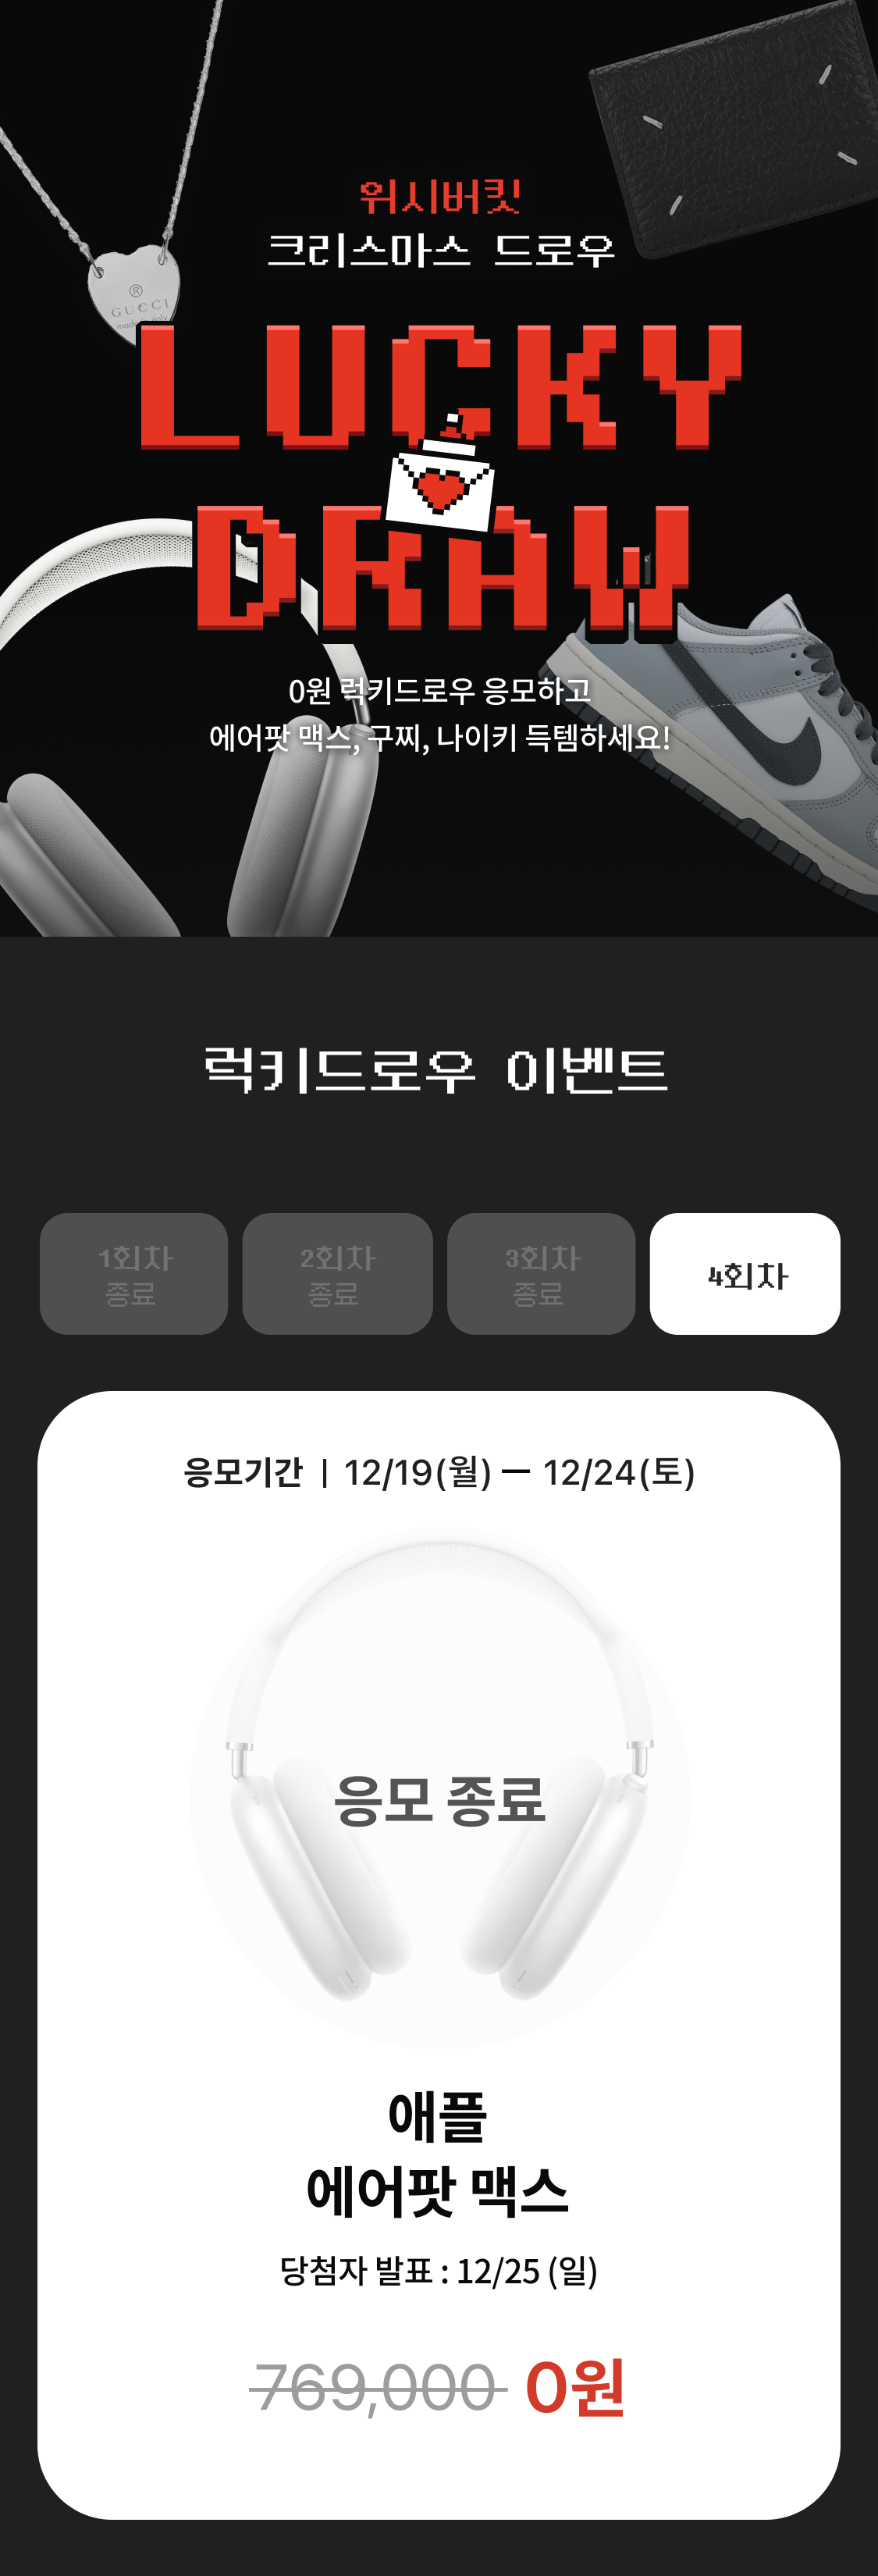 위시버킷
크리스마스 드로우
® 
GUCCI
made in italy
LUCKY
DRAW
0원 럭키드로우 응모하고
에어팟 맥스, 구찌, 나이키 득템하세요!
럭키드로우 이벤트
1회차
종료
2회차
종료
3회차
종료
4회차
응모기간 | 12/19(월) — 12/24(토)
응모 종료
애플
에어팟 맥스
당첨자 발표 : 12/25 (일)
769,000 0원